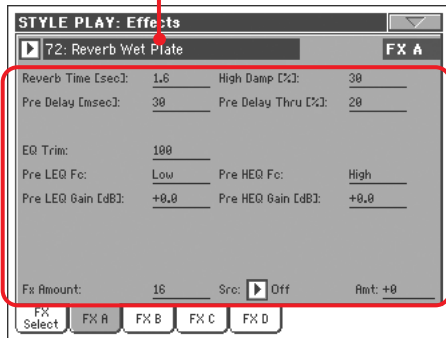 STYLE PLAY: Effects
72: Reverb Wet Plate FX A
Reverb Time [sec]: 1.6 High Damp [%]: 30
Pre Delay [msec]: 30 Pre Delay Thru [%]: 20
EQ Trim: 100
Pre LEQ Fc: Low Pre HEQ Fc: High
Pre LEQ Gain [dB]: +0.0 Pre HEQ Gain [dB]: +0.0
Fx Amount: 16 Src: Off Amt: +0
FX Select FX A FX B FX C FX D